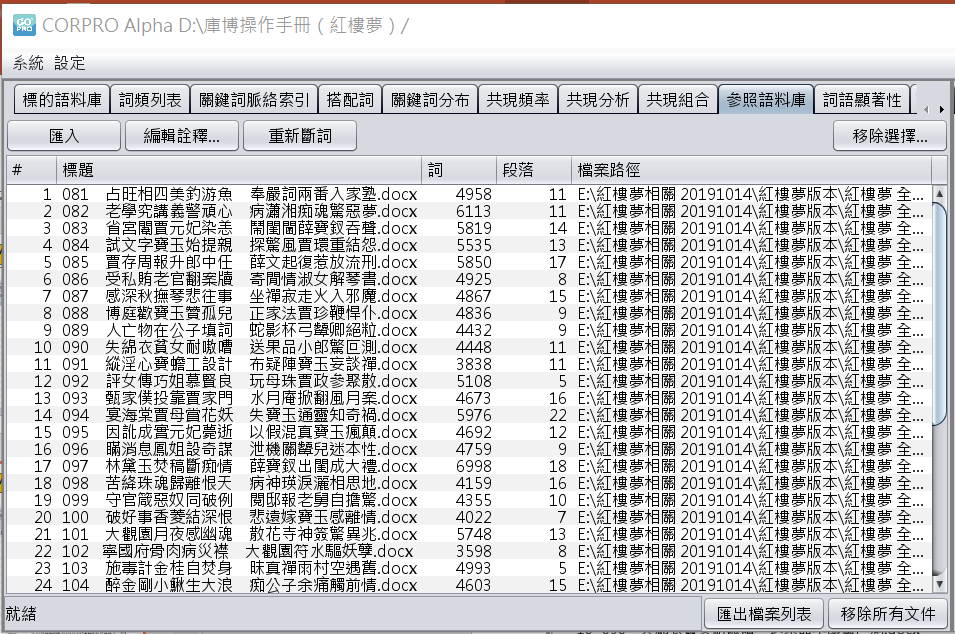 CORPRO Alpha D:\庫博操作手冊（紅樓夢）/
系統 設定
標的語料庫 詞頻列表 關鍵詞脈絡索引 搭配詞 關鍵詞分布 共現頻率 共現分析 共現組合 參照語料庫 詞語顯著性
匯入 編輯詮釋... 重新斷詞 移除選擇...
# 標題 詞 段落 檔案路徑
1 081 占旺相四美釣游魚 奉嚴詞兩番入家塾.docx 4958 11 E:\紅樓夢相關 20191014\紅樓夢版本\紅樓夢 全...
2 082 老學究講義警頑心 病瀟湘痴魂驚惡夢.docx 6113 11 E:\紅樓夢相關 20191014\紅樓夢版本\紅樓夢 全...
3 083 省宮闈賈元妃染恙 鬧閨閫薛寶釵吞聲.docx 5819 14 E:\紅樓夢相關 20191014\紅樓夢版本\紅樓夢 全...
4 084 試文字寶玉始提親 探驚風賈環重結怨.docx 5535 13 E:\紅樓夢相關 20191014\紅樓夢版本\紅樓夢 全...
5 085 賈存周報升郎中任 薛文起復惹放流刑.docx 5850 17 E:\紅樓夢相關 20191014\紅樓夢版本\紅樓夢 全...
6 086 受私賄老官翻案牘 寄閒情淑女解琴書.docx 4925 8 E:\紅樓夢相關 20191014\紅樓夢版本\紅樓夢 全...
7 087 感深秋撫琴悲往事 坐禪寂走火入邪魔.docx 4867 15 E:\紅樓夢相關 20191014\紅樓夢版本\紅樓夢 全...
8 088 博庭歡寶玉讚孤兒 正家法賈珍鞭悍仆.docx 4836 9 E:\紅樓夢相關 20191014\紅樓夢版本\紅樓夢 全...
9 089 人亡物在公子填詞 蛇影杯弓顰卿絕粒.docx 4432 9 E:\紅樓夢相關 20191014\紅樓夢版本\紅樓夢 全...
10 090 失綿衣貧女耐嗷嘈 送果品小郎驚叵測.docx 4448 11 E:\紅樓夢相關 20191014\紅樓夢版本\紅樓夢 全...
11 091 縱淫心寶蟾工設計 布疑陣寶玉妄談禪.docx 3838 11 E:\紅樓夢相關 20191014\紅樓夢版本\紅樓夢 全...
12 092 評女傳巧姐慕賢良 玩母珠賈政參聚散.docx 5108 5 E:\紅樓夢相關 20191014\紅樓夢版本\紅樓夢 全...
13 093 甄家僕投靠賈家門 水月庵掀翻風月案.docx 4673 16 E:\紅樓夢相關 20191014\紅樓夢版本\紅樓夢 全...
14 094 宴海棠賈母賞花妖 失寶玉通靈知奇禍.docx 5976 22 E:\紅樓夢相關 20191014\紅樓夢版本\紅樓夢 全...
15 095 因訛成實元妃薨逝 以假混真寶玉瘋顛.docx 4692 12 E:\紅樓夢相關 20191014\紅樓夢版本\紅樓夢 全...
16 096 瞞消息鳳姐設奇謀 泄機關顰兒迷本性.docx 4759 9 E:\紅樓夢相關 20191014\紅樓夢版本\紅樓夢 全...
17 097 林黛玉焚稿斷痴情 薛寶釵出閨成大禮.docx 6998 18 E:\紅樓夢相關 20191014\紅樓夢版本\紅樓夢 全...
18 098 苦絳珠魂歸離恨天 病神瑛淚灑相思地.docx 4159 16 E:\紅樓夢相關 20191014\紅樓夢版本\紅樓夢 全...
19 099 守官箴惡奴同破例 閱邸報老舅自擔驚.docx 4355 10 E:\紅樓夢相關 20191014\紅樓夢版本\紅樓夢 全...
20 100 破好事香菱結深恨 悲遠嫁寶玉感離情.docx 4022 7 E:\紅樓夢相關 20191014\紅樓夢版本\紅樓夢 全...
21 101 大觀園月夜感幽魂 散花寺神簽驚異兆.docx 5748 13 E:\紅樓夢相關 20191014\紅樓夢版本\紅樓夢 全...
22 102 寧國府骨肉病災襟 大觀園符水驅妖孽.docx 3598 8 E:\紅樓夢相關 20191014\紅樓夢版本\紅樓夢 全...
23 103 施毒計金桂自焚身 昧真禪雨村空遇舊.docx 4993 5 E:\紅樓夢相關 20191014\紅樓夢版本\紅樓夢 全...
24 104 醉金剛小鰍生大浪 痴公子余痛觸前情.docx 4603 15 E:\紅樓夢相關 20191014\紅樓夢版本\紅樓夢 全...
就緒 匯出檔案列表 移除所有文件